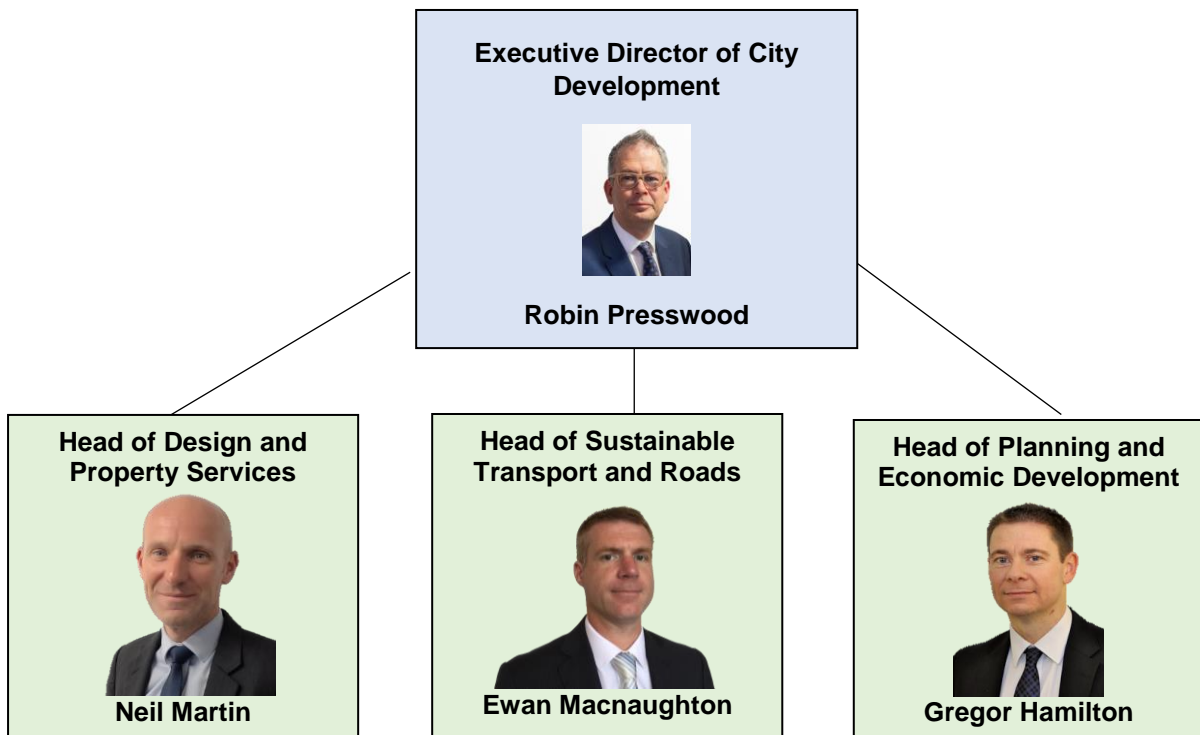 Executive Director of City
Development
Robin Presswood
Head of Design and
Property Services
Neil Martin
Head of Sustainable
Transport and Roads
Ewan Macnaughton
Head of Planning and
Economic Development
Gregor Hamilton